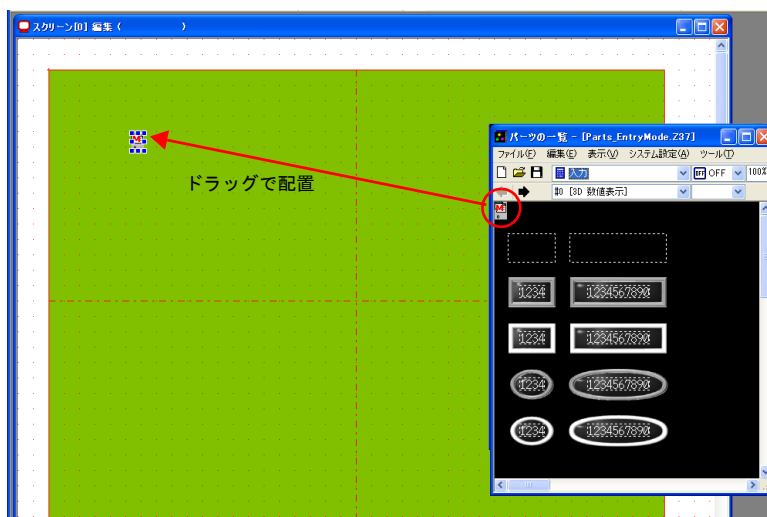 スクリーン[0] 編集 (            )
ドラッグで配置
パーツの一覧 - [Parts_EntryMode.Z37]
ファイル(F) 編集(E) 表示(V) システム設定(A) ツール(T)
入力 OFF OFF 100%
#0 [3D 数値表示]
M
M
1234 1234567890
1234 1234567890
1234 1234567890
1234 1234567890